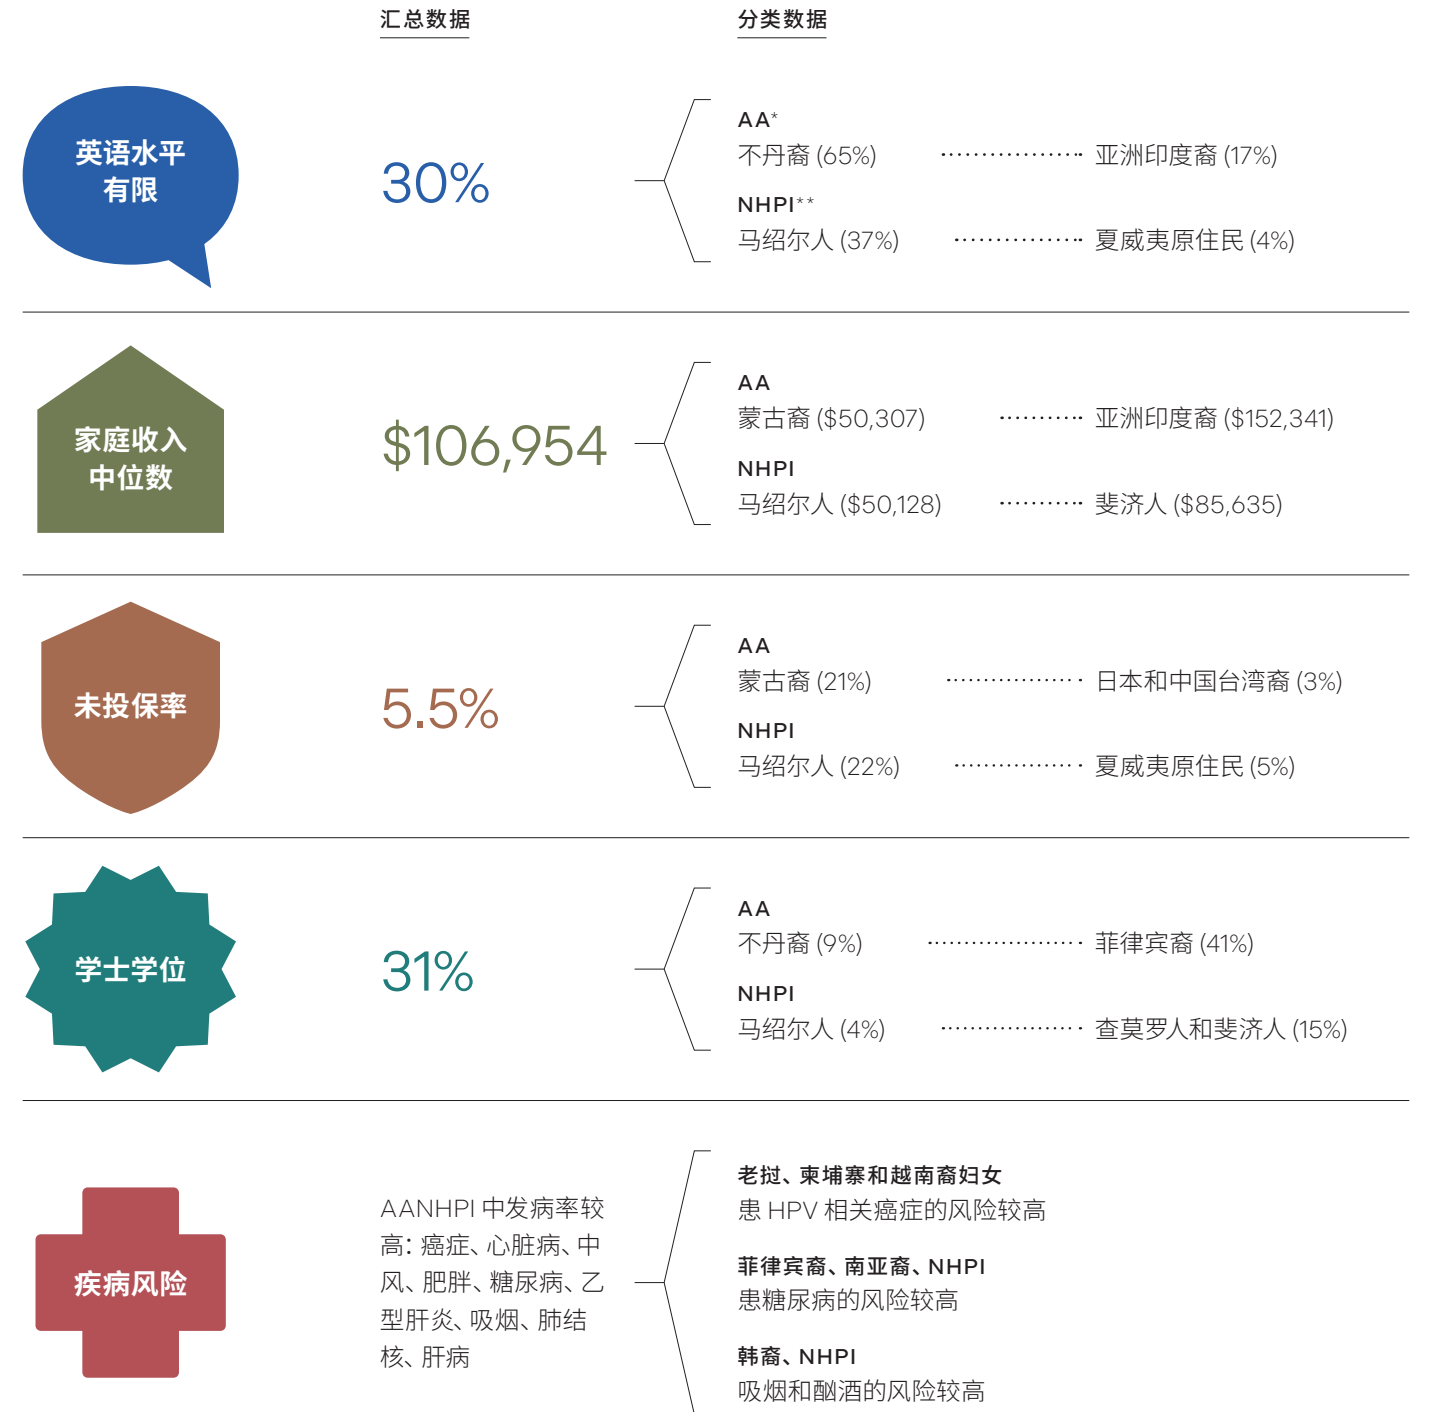 汇总数据
分类数据
英语水平
有限
30%
AA*
不丹裔 (65%) ................. 亚洲印度裔 (17%)
NHPI**
马绍尔人 (37%) ............... 夏威夷原住民 (4%)
家庭收入
中位数
$106,954
AA
蒙古裔 ($50,307) .......... 亚洲印度裔 ($152,341)
NHPI
马绍尔人 ($50,128) .......... 斐济人 ($85,635)
未投保率
5.5%
AA
蒙古裔 (21%) ................ 日本和中国台湾裔 (3%)
NHPI
马绍尔人 (22%) ............... 夏威夷原住民 (5%)
学士学位
31%
AA
不丹裔 (9%) .................. 菲律宾裔 (41%)
NHPI
马绍尔人 (4%) ................. 查莫罗人和斐济人 (15%)
疾病风险
AANHPI 中发病率较
高：癌症、心脏病、中
风、肥胖、糖尿病、乙
型肝炎、吸烟、肺结
核、肝病
老挝、柬埔寨和越南裔妇女
患 HPV 相关癌症的风险较高
菲律宾裔、南亚裔、NHPI
患糖尿病的风险较高
韩裔、NHPI
吸烟和酗酒的风险较高